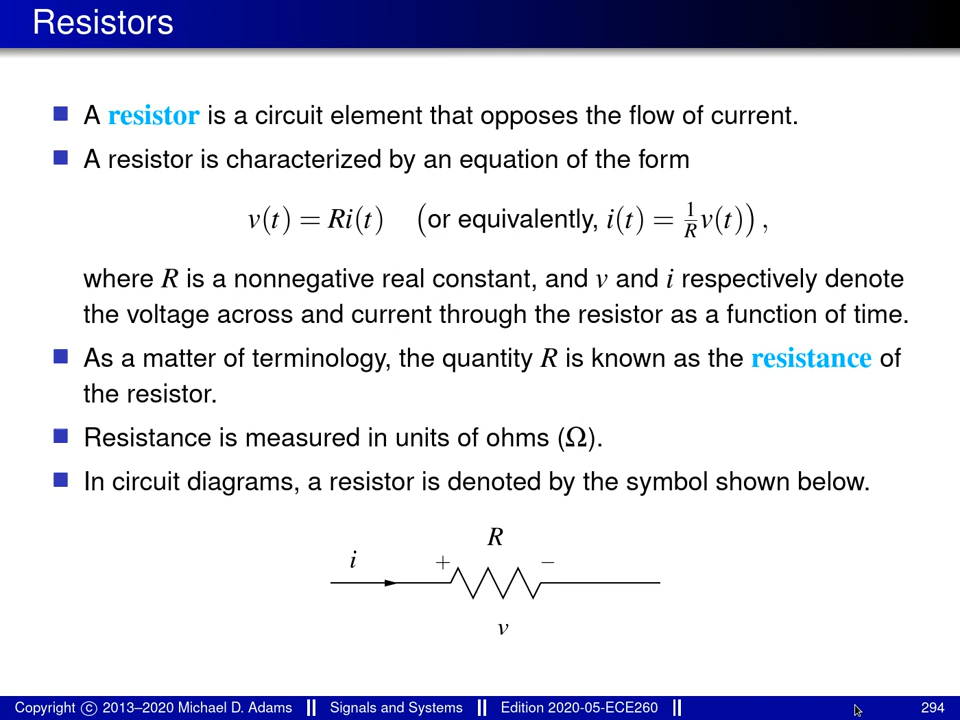 Resistors
A resistor is a circuit element that opposes the flow of current.
A resistor is characterized by an equation of the form
v(t) = Ri(t) (or equivalently, i(t) = 1/R v(t)),
where R is a nonnegative real constant, and v and i respectively denote
the voltage across and current through the resistor as a function of time.
As a matter of terminology, the quantity R is known as the resistance of
the resistor.
Resistance is measured in units of ohms (Ω).
In circuit diagrams, a resistor is denoted by the symbol shown below.
R
i + −
v
Copyright © 2013–2020 Michael D. Adams Signals and Systems Edition 2020-05-ECE260 294